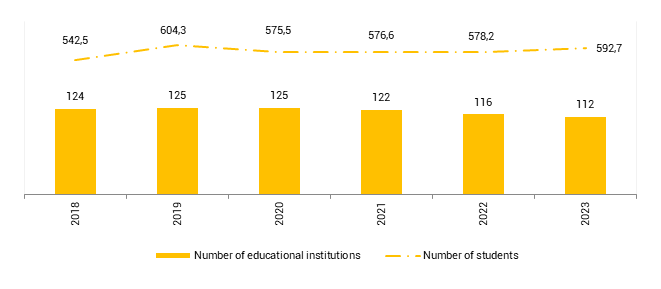 542,5 604,3 575,5 576,6 578,2 592,7
124 125 125 122 116 112
2018 2019 2020 2021 2022 2023
Number of educational institutions Number of students